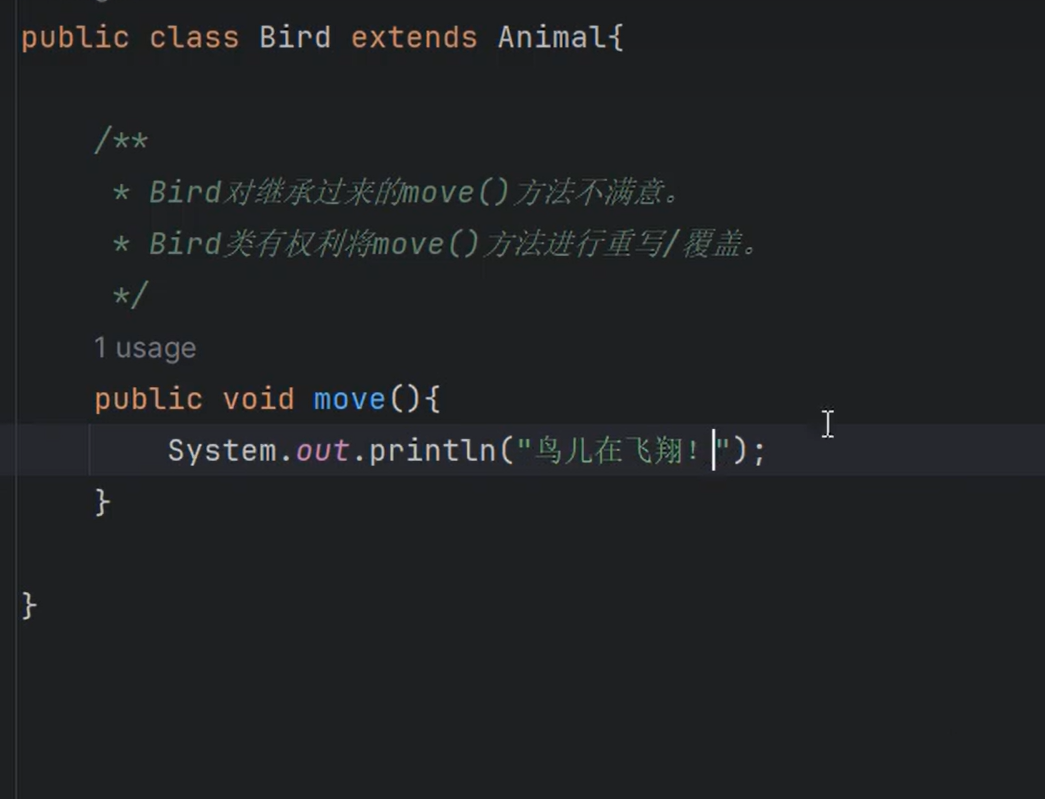 public class Bird extends Animal{
/**
* Bird对继承过来的move()方法不满意。
* Bird类有权利将move()方法进行重写/覆盖。
*/
1 usage
public void move(){
System.out.println("鸟儿在飞翔！");
}
}